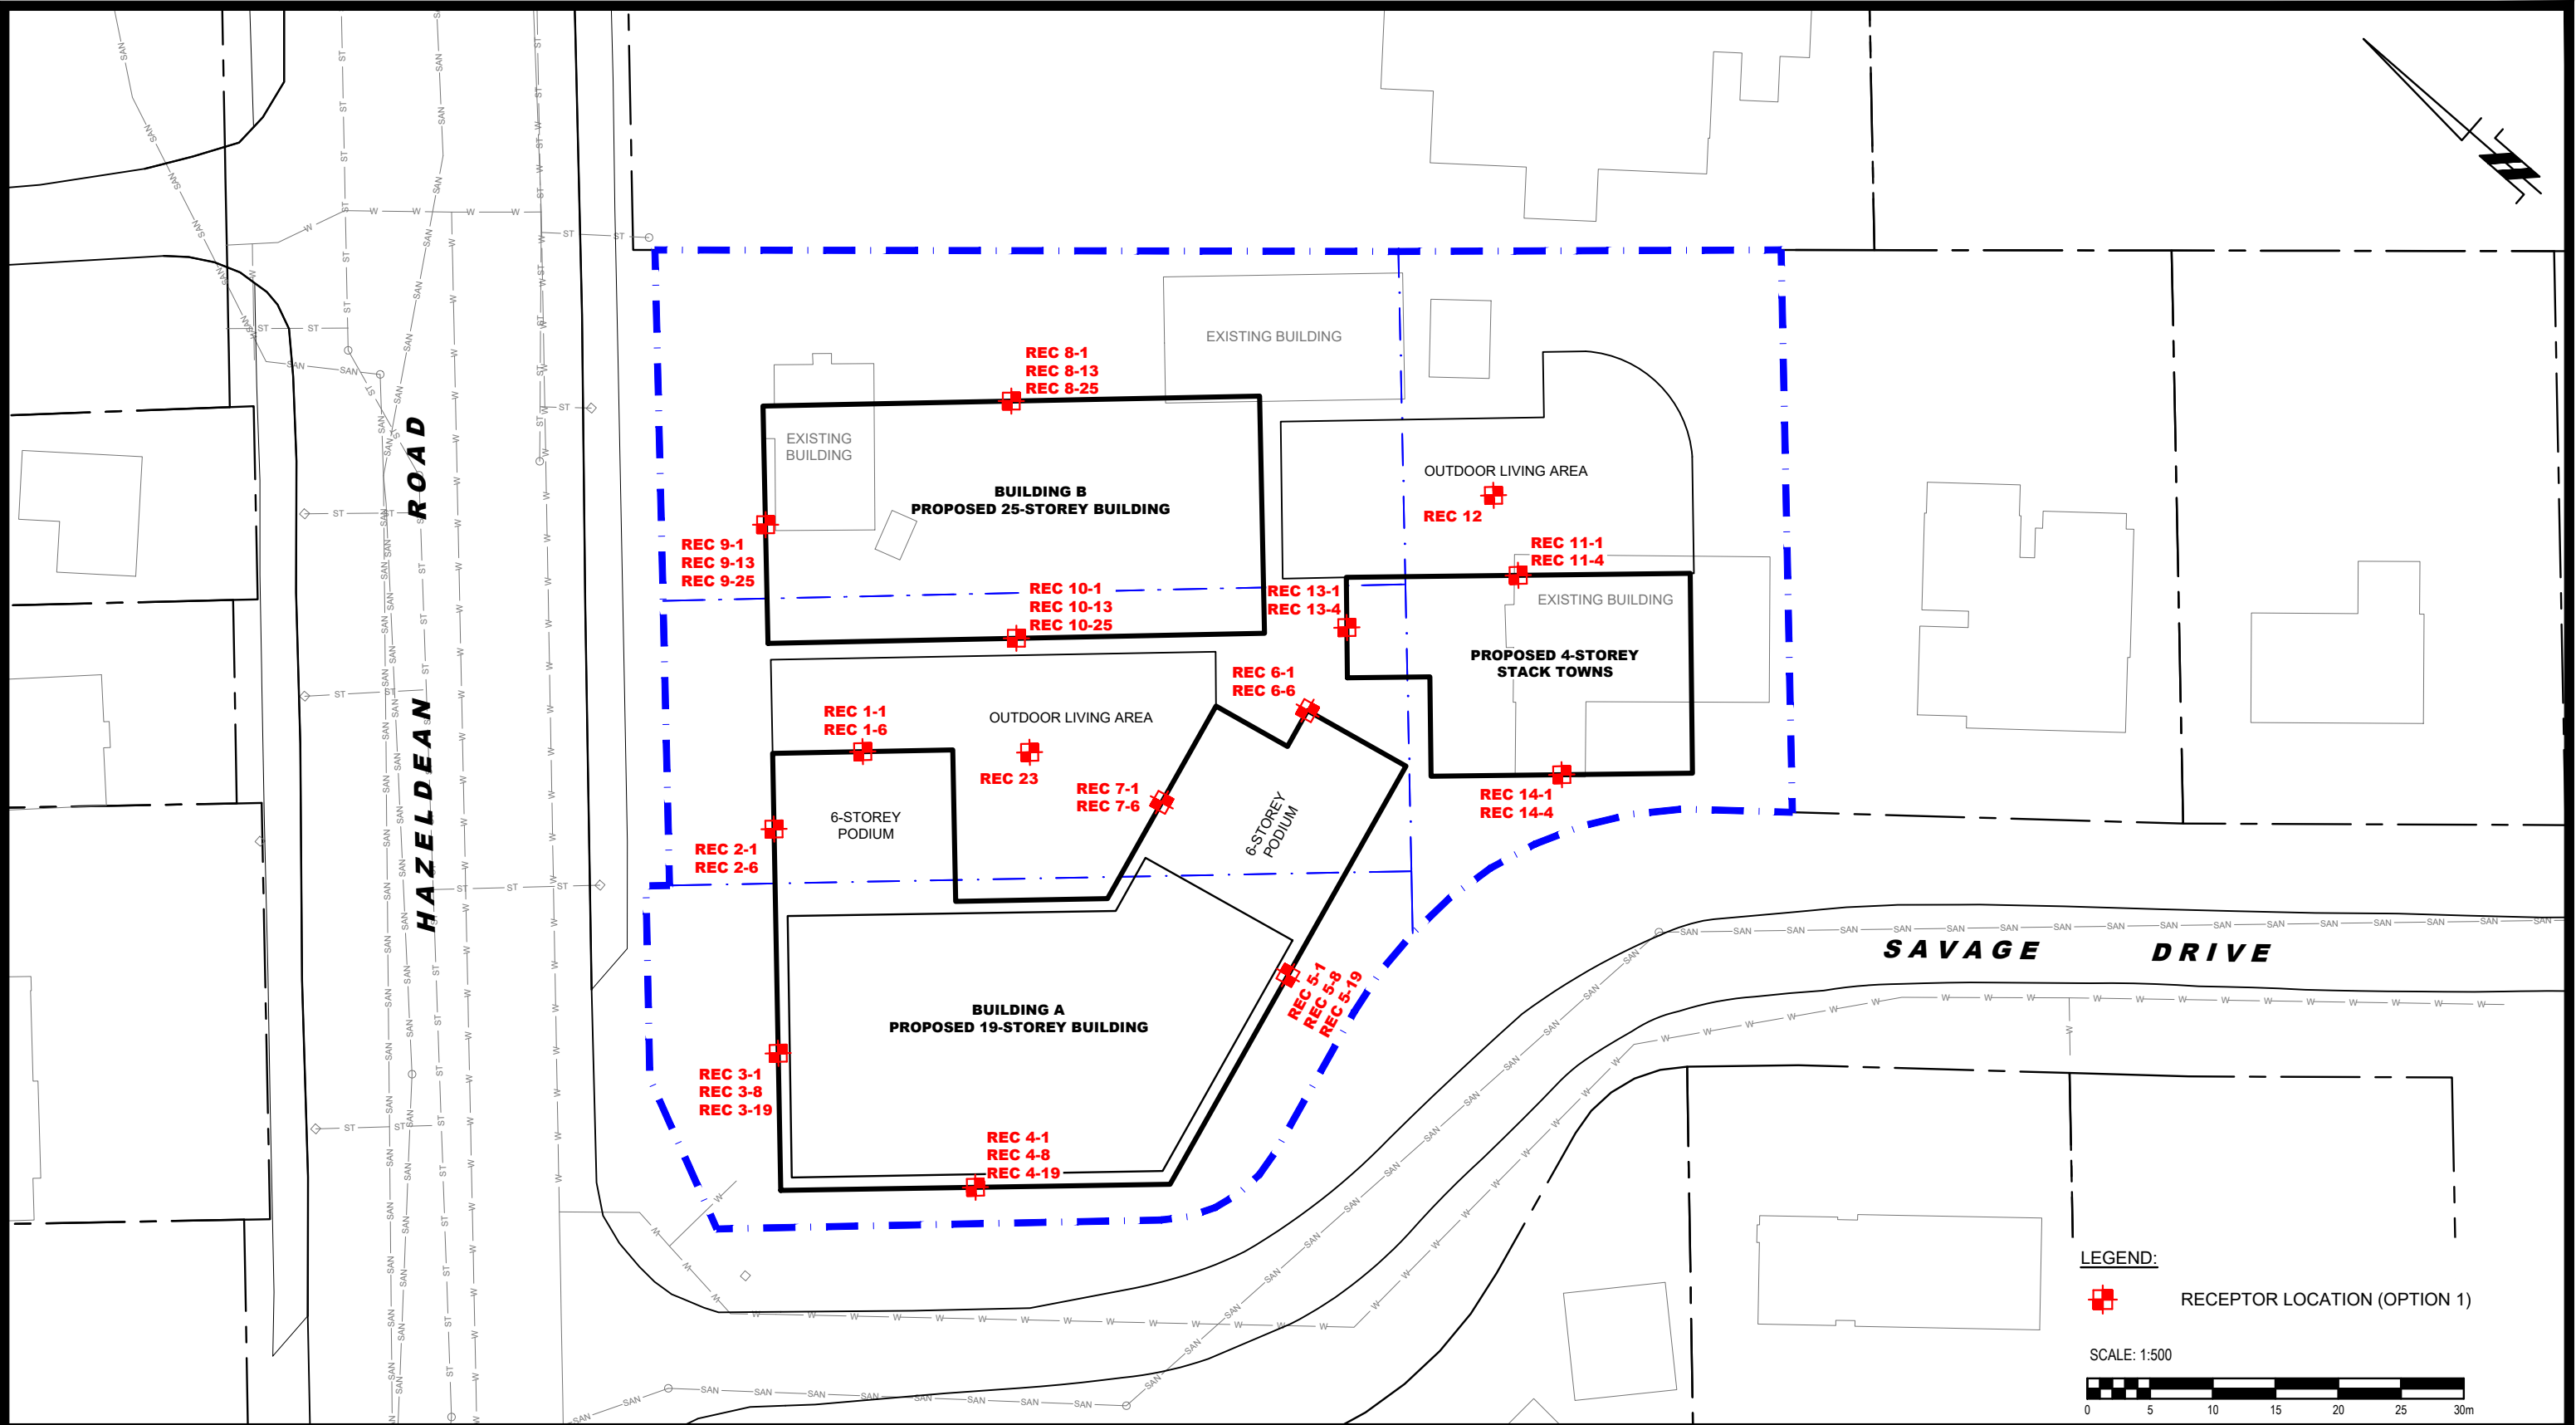 EXISTING BUILDING
REC 8-1
REC 8-13
REC 8-25
EXISTING
BUILDING
BUILDING B
PROPOSED 25-STOREY BUILDING
OUTDOOR LIVING AREA
REC 12
REC 9-1
REC 9-13
REC 9-25
REC 11-1
REC 11-4
REC 10-1
REC 10-13
REC 10-25
REC 13-1
REC 13-4
EXISTING BUILDING
PROPOSED 4-STOREY
STACK TOWNS
REC 6-1
REC 6-6
REC 1-1
REC 1-6
OUTDOOR LIVING AREA
REC 23
REC 7-1
REC 7-6
REC 14-1
REC 14-4
6-STOREY
PODIUM
6-STOREY
PODIUM
REC 2-1
REC 2-6
HAZELDEAN ROAD
SAVAGE DRIVE
REC 5-1
REC 5-8
REC 5-19
BUILDING A
PROPOSED 19-STOREY BUILDING
REC 3-1
REC 3-8
REC 3-19
REC 4-1
REC 4-8
REC 4-19
LEGEND:
RECEPTOR LOCATION (OPTION 1)
SCALE: 1:500
0 5 10 15 20 25 30m